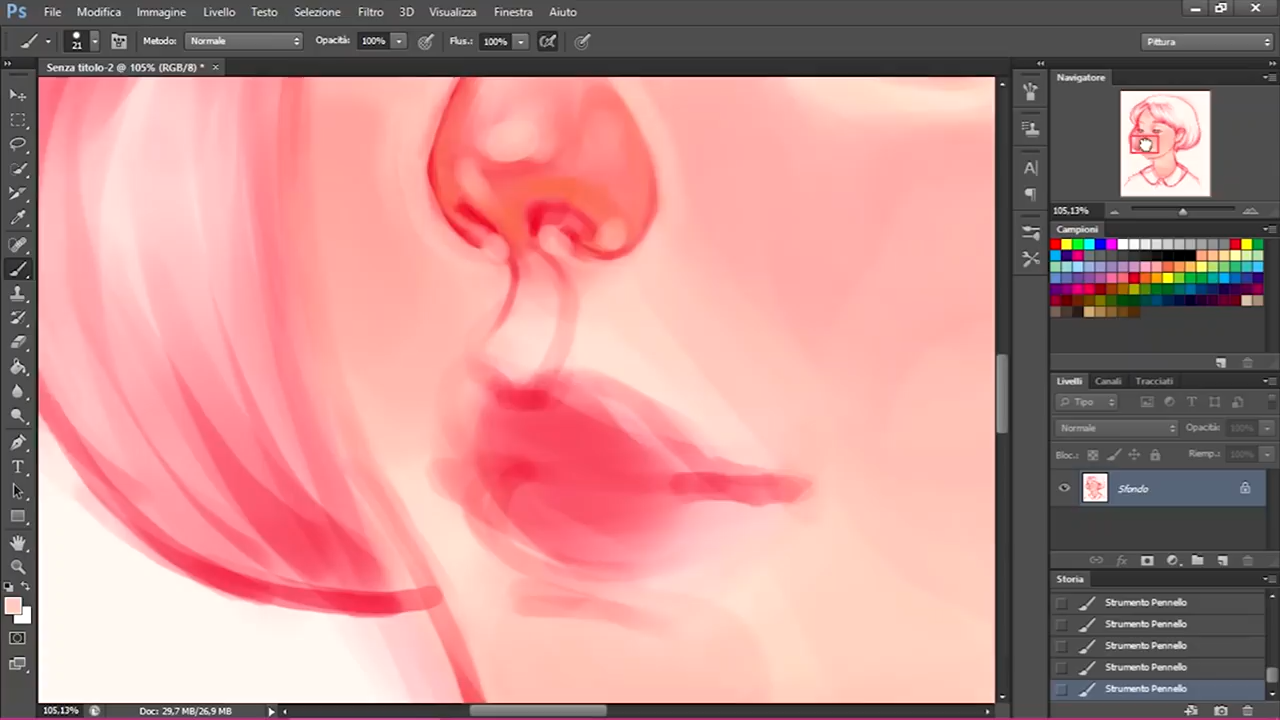 Ps File Modifica Immagine Livello Testo Selezione Filtro 3D Visualizza Finestra Aiuto
21 Metodo: Normale Opacità: 100% Flus.: 100% Pittura
Senza titolo-2 @ 105% (RGB/8) * ×
Navigatore
105,13%
Campioni
Livelli Canali Tracciati
Tipo
Normale Opacità: 100%
Bloc.: Riemp.: 100%
Sfondo
Storia
Strumento Pennello
Strumento Pennello
Strumento Pennello
Strumento Pennello
Strumento Pennello
105,13% Doc: 29,7 MB/26,9 MB